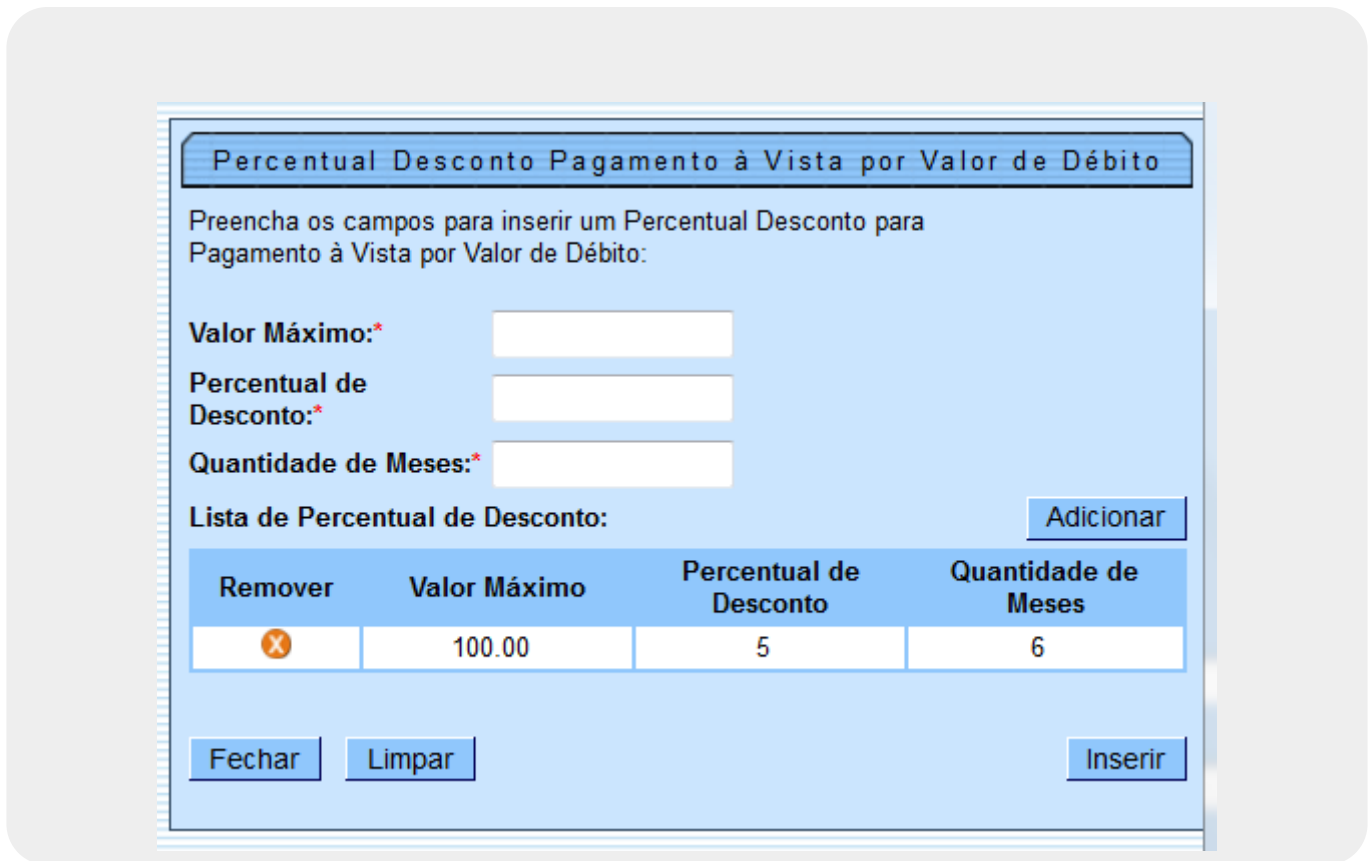 Percentual Desconto Pagamento à Vista por Valor de Débito
Preencha os campos para inserir um Percentual Desconto para
Pagamento à Vista por Valor de Débito:
Valor Máximo:*
Percentual de
Desconto:*
Quantidade de Meses:*
Lista de Percentual de Desconto:
Adicionar
Remover Valor Máximo Percentual de Desconto Quantidade de Meses
X 100.00 5 6
Fechar Limpar Inserir